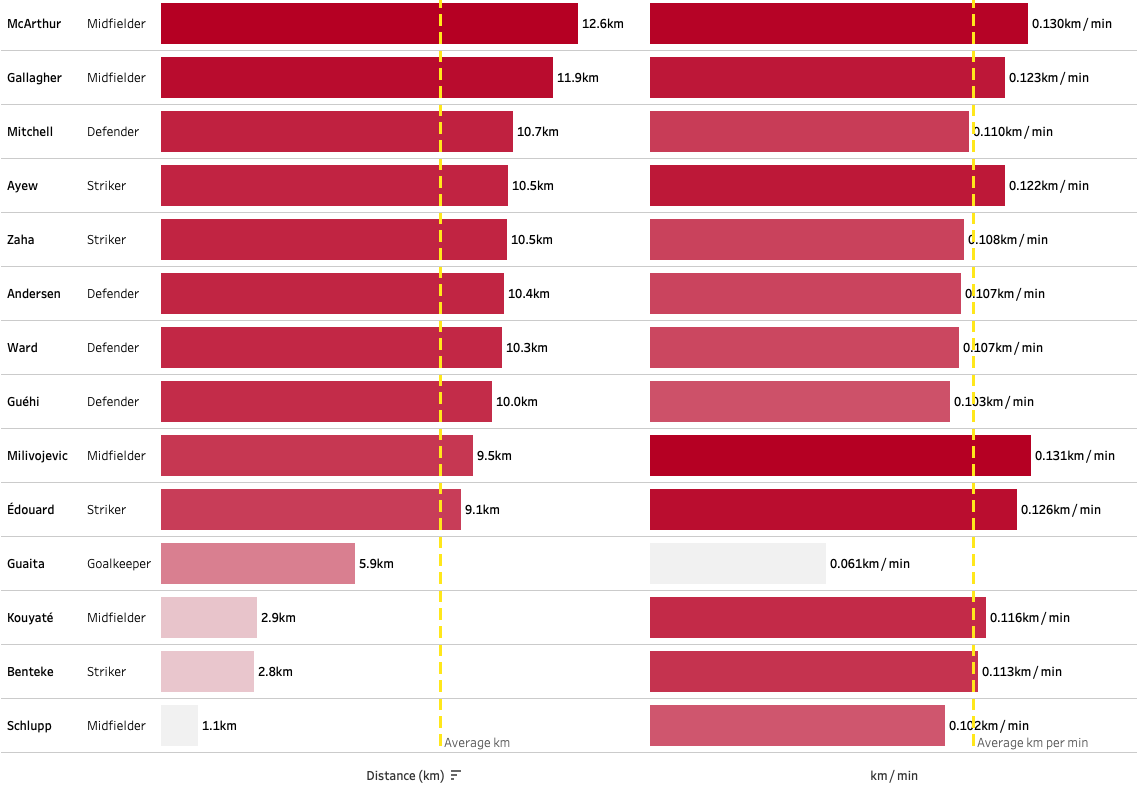 McArthur Midfielder 12.6km 0.130km / min
Gallagher Midfielder 11.9km 0.123km / min
Mitchell Defender 10.7km 0.110km / min
Ayew Striker 10.5km 0.122km / min
Zaha Striker 10.5km 0.108km / min
Andersen Defender 10.4km 0.107km / min
Ward Defender 10.3km 0.107km / min
Guéhi Defender 10.0km 0.103km / min
Milivojevic Midfielder 9.5km 0.131km / min
Édouard Striker 9.1km 0.126km / min
Guaita Goalkeeper 5.9km 0.061km / min
Kouyaté Midfielder 2.9km 0.116km / min
Benteke Striker 2.8km 0.113km / min
Schlupp Midfielder 1.1km 0.102km / min
Average km Average km per min
Distance (km) km / min